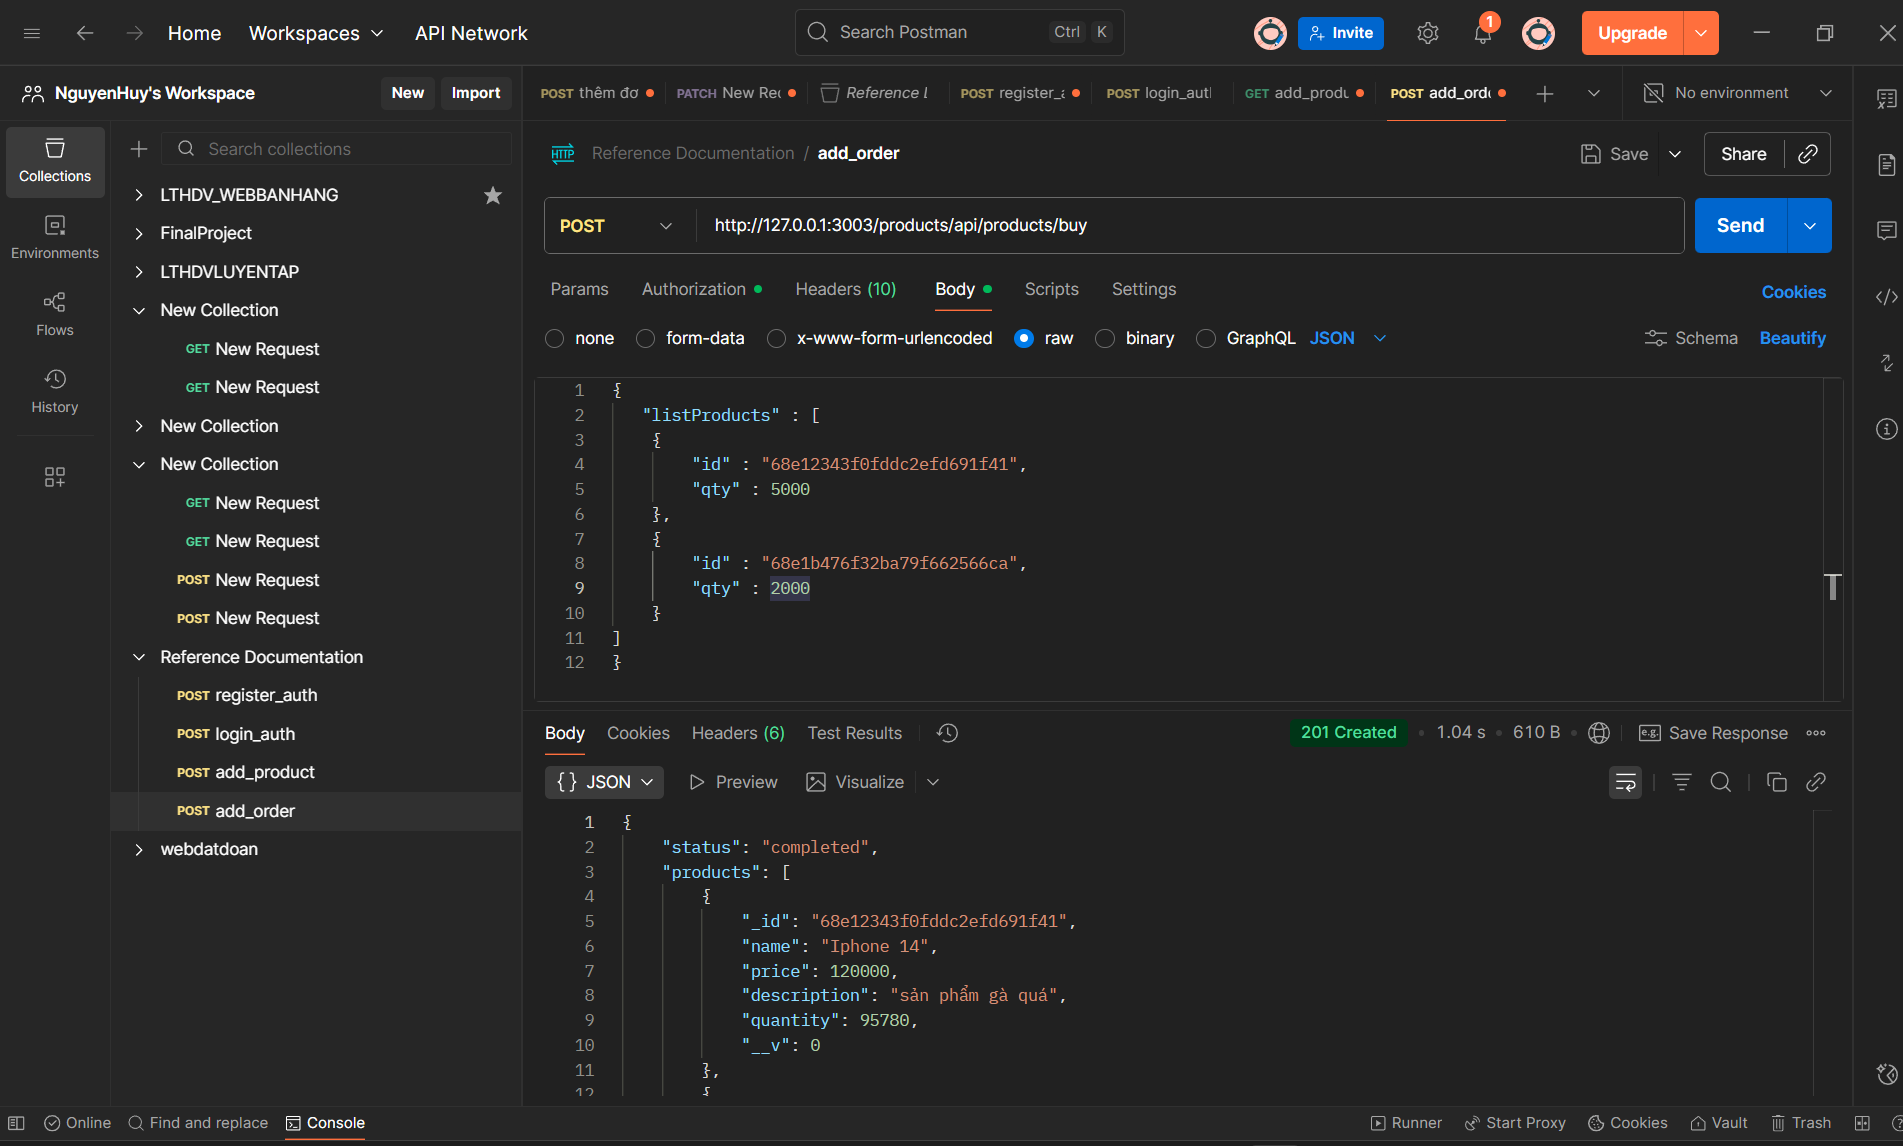 Home Workspaces API Network
Search Postman Ctrl K
Invite
1
Upgrade
NguyenHuy's Workspace New Import
POST thêm đơ
PATCH New Rec
Reference
POST register_a
POST login_aut
GET add_produ
POST add_ord
No environment
Collections
Environments
Flows
History
Search collections
LTHDV_WEBBANHANG
FinalProject
LTHDVLUYENTAP
New Collection
GET New Request
GET New Request
New Collection
New Collection
GET New Request
GET New Request
POST New Request
POST New Request
Reference Documentation
POST register_auth
POST login_auth
POST add_product
POST add_order
webdatdoan
HTTP Reference Documentation / add_order
Save Share
POST http://127.0.0.1:3003/products/api/products/buy Send
Params Authorization Headers (10) Body Scripts Settings Cookies
none form-data x-www-form-urlencoded raw binary GraphQL JSON Schema Beautify
1 {
2 "listProducts" : [
3 {
4 "id" : "68e12343f0fddc2efd691f41",
5 "qty" : 5000
6 },
7 {
8 "id" : "68e1b476f32ba79f662566ca",
9 "qty" : 2000
10 }
11 ]
12 }
Body Cookies Headers (6) Test Results 201 Created • 1.04 s • 610 B • e.g. Save Response
{} JSON Preview Visualize
1 {
2 "status": "completed",
3 "products": [
4 {
5 "_id": "68e12343f0fddc2efd691f41",
6 "name": "Iphone 14",
7 "price": 120000,
8 "description": "sản phẩm gà quá",
9 "quantity": 95780,
10 "__v": 0
11 },
12 {
Online Find and replace Console Runner Start Proxy Cookies Vault Trash